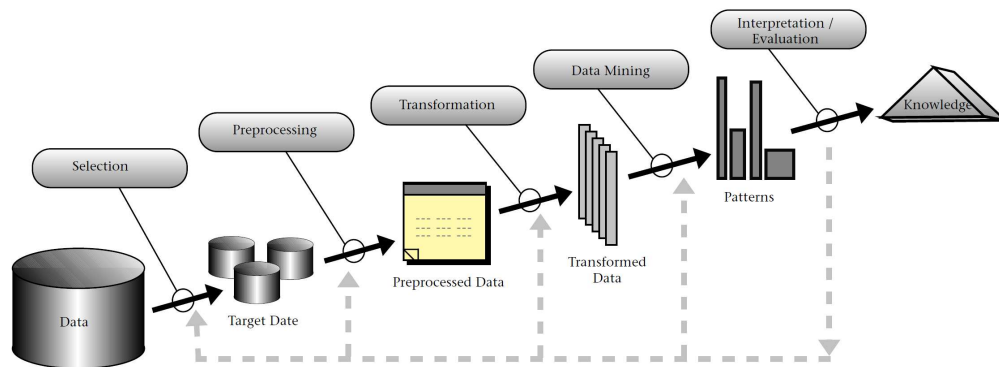 Interpretation /
Evaluation
Data Mining
Transformation
Preprocessing
Selection
Knowledge
Patterns
Transformed
Data
Preprocessed Data
Target Date
Data